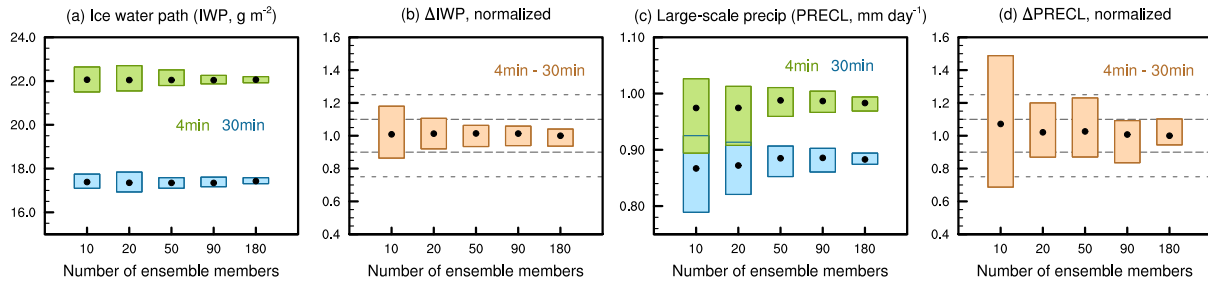 (a) Ice water path (IWP, g m⁻²)
24.0
22.0
20.0
18.0
16.0
4min 30min
10 20 50 90 180
Number of ensemble members
(b) ΔIWP, normalized
1.6
1.4
1.2
1.0
0.8
0.6
0.4
4min - 30min
10 20 50 90 180
Number of ensemble members
(c) Large-scale precip (PRECL, mm day⁻¹)
1.10
1.00
0.90
0.80
4min 30min
10 20 50 90 180
Number of ensemble members
(d) ΔPRECL, normalized
1.6
1.4
1.2
1.0
0.8
0.6
0.4
4min - 30min
10 20 50 90 180
Number of ensemble members